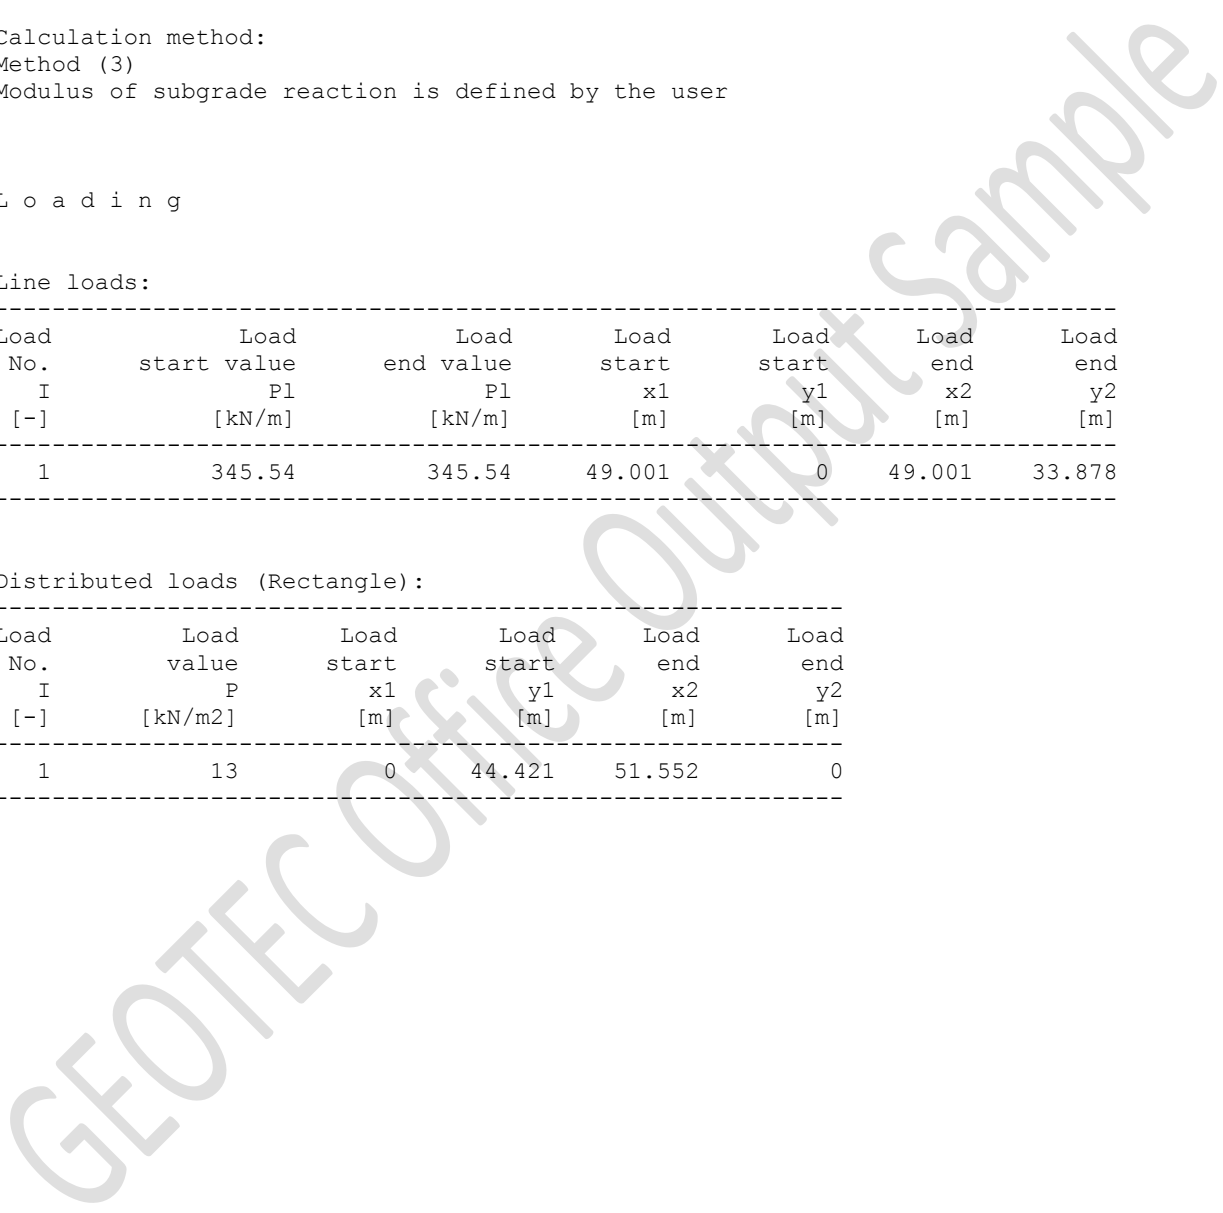 Calculation method:
Method (3)
Modulus of subgrade reaction is defined by the user
L o a d i n g
Line loads:
Load Load Load Load Load Load Load
No. start value end value start start end end
I Pl Pl x1 y1 x2 y2
[-] [kN/m] [kN/m] [m] [m] [m] [m]
1 345.54 345.54 49.001 0 49.001 33.878
Distributed loads (Rectangle):
Load Load Load Load Load Load
No. value start start end end
I P x1 y1 x2 y2
[-] [kN/m2] [m] [m] [m] [m]
1 13 0 44.421 51.552 0
GEOTEC Office Output Sample